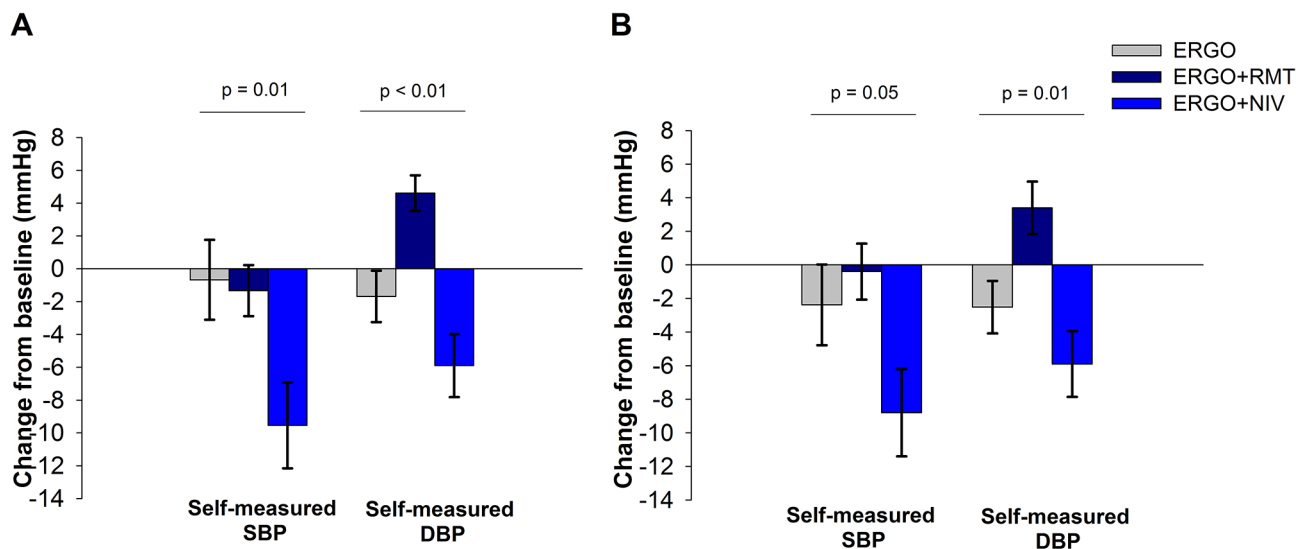 A
p = 0.01
p < 0.01
Change from baseline (mmHg)
8
6
4
2
0
-2
-4
-6
-8
-10
-12
-14
Self-measured
SBP
Self-measured
DBP
B
ERGO
ERGO+RMT
ERGO+NIV
p = 0.05
p = 0.01
Change from baseline (mmHg)
8
6
4
2
0
-2
-4
-6
-8
-10
-12
-14
Self-measured
SBP
Self-measured
DBP